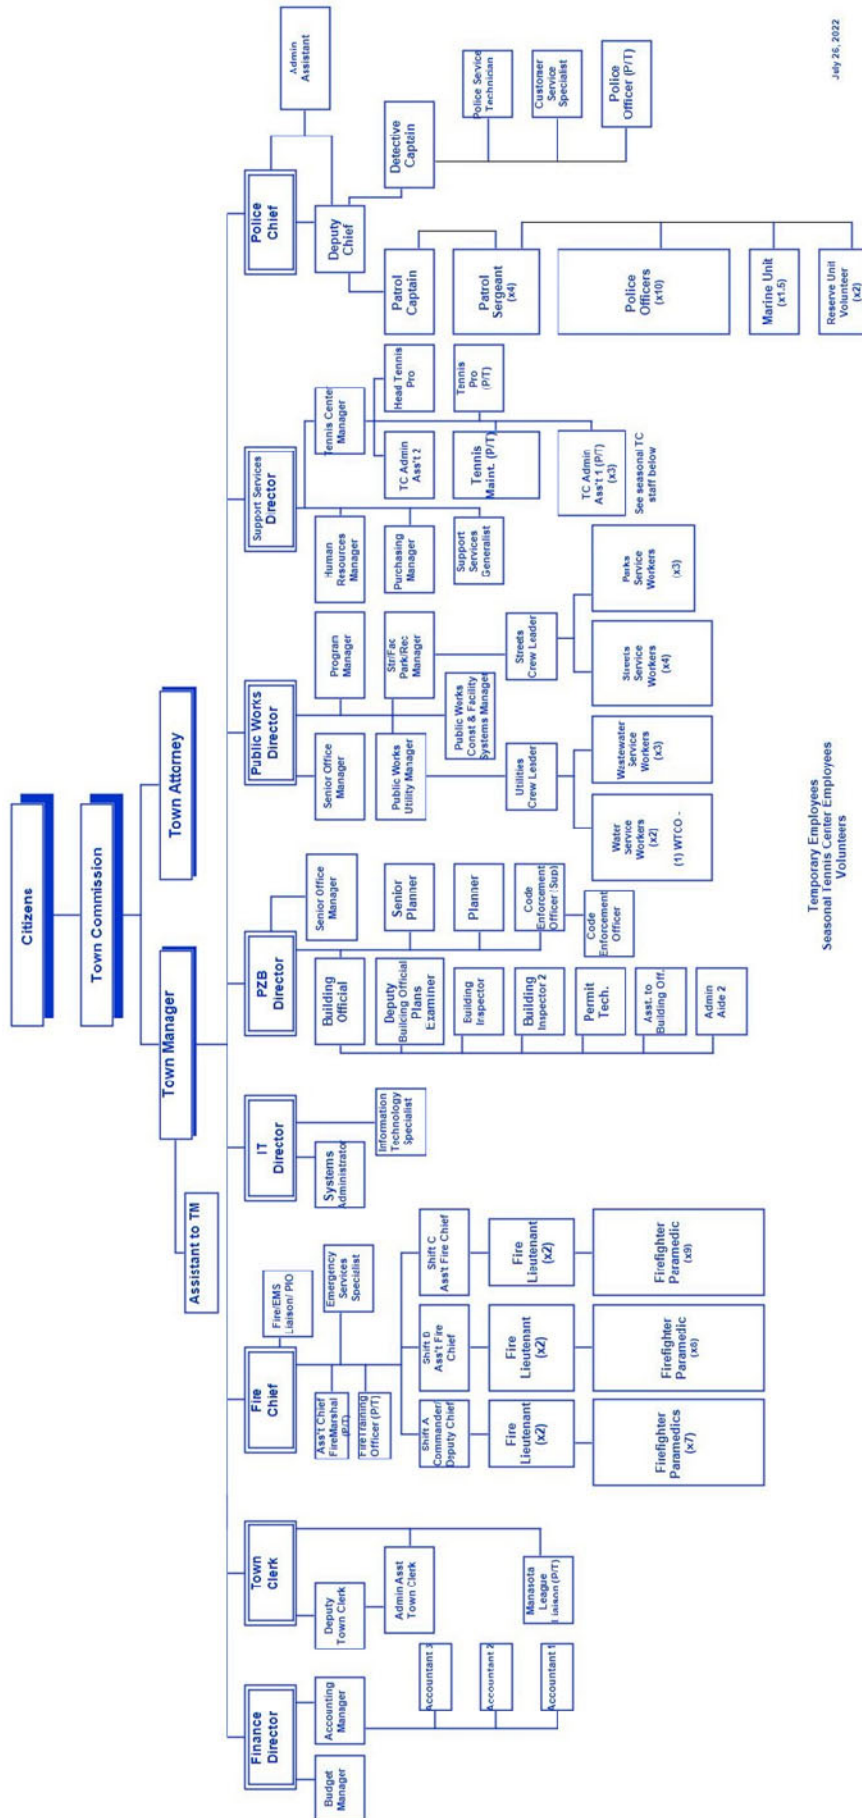 Citizens
Town Commission
Town Manager
Town Attorney
Assistant to TM
Finance
Director
Town
Clerk
Fire
Chief
IT
Director
PZB
Director
Public Works
Director
Support Services
Director
Police
Chief
Budget
Manager
Accounting
Manager
Accountant 3
Accountant 2
Accountant 1
Deputy
Town Clerk
Admin Asst
Town Clerk
Manasota
League
Liaison (P/T)
Fire/EMS
Liaison/ PIO
Ass't Chief
FireMarshal
(P/T)
FireTraining
Officer (P/T)
Emergency
Services
Specialist
Shift A
Commander/
Deputy Chief
Fire
Lieutenant
(x2)
Firefighter
Paramedics
(x7)
Shift B
Ass't Fire
Chief
Fire
Lieutenant
(x2)
Firefighter
Paramedic
Shift C
Ass't Fire Chief
Fire
Lieutenant
(x2)
Firefighter
Paramedic
(x9)
Systems
Administrator
Information
Technology
Specialist
Senior Office
Manager
Building
Official
Deputy
Building Official
Plans
Examiner
Building
Inspector
Building
Inspector 2
Permit
Tech.
Asst. to
Building Off.
Admin
Aide 2
Senior
Planner
Planner
Code
Enforcement
Officer (Sup)
Code
Enforcement
Officer
Senior Office
Manager
Program
Manager
Public Works
Utility Manager
Str/Fac
Park/Rec
Manager
Public Works
Const & Facility
Systems Manager
Utilities
Crew Leader
Streets
Crew Leader
Water
Service
Workers
(x2)
(1) WTCO -
Wastewater
Service
Workers
(x3)
Streets
Service
Workers
(x4)
Parks
Service
Workers
(x3)
Human
Resources
Manager
Purchasing
Manager
Support
Services
Generalist
Tennis Center
Manager
TC Admin
Ass't 2
Head Tennis
Pro
Tennis
Maint. (P/T)
Tennis
Pro
(P/T)
TC Admin
Ass't 1 (P/T)
(x3)
See seasonal TC
staff below
Admin
Assistant
Deputy
Chief
Patrol
Captain
Detective
Captain
Patrol
Sergeant
(x4)
Police
Officers
(x10)
Marine Unit
(x1.5)
Reserve Unit
Volunteer
(x2)
Police Service
Technician
Customer
Service
Specialist
Police
Officer (P/T)
Temporary Employees
Seasonal Tennis Center Employees
Volunteers
July 26, 2022